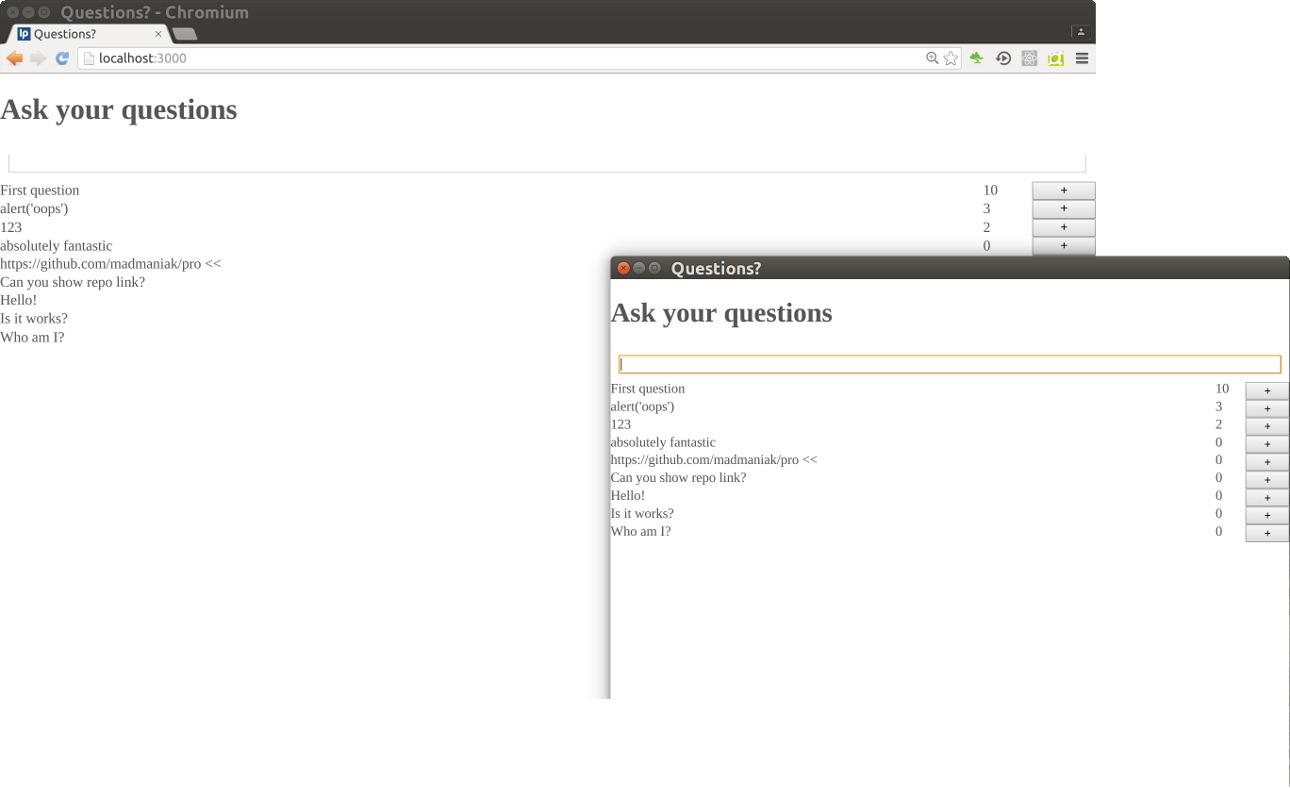 Questions? - Chromium
Questions?
localhost:3000
Ask your questions
First question 10 +
alert('oops') 3 +
123 2 +
absolutely fantastic 0 +
https://github.com/madmaniak/pro <<
Can you show repo link?
Hello!
Is it works?
Who am I?
Questions?
Ask your questions
First question 10 +
alert('oops') 3 +
123 2 +
absolutely fantastic 0 +
https://github.com/madmaniak/pro << 0 +
Can you show repo link? 0 +
Hello! 0 +
Is it works? 0 +
Who am I? 0 +